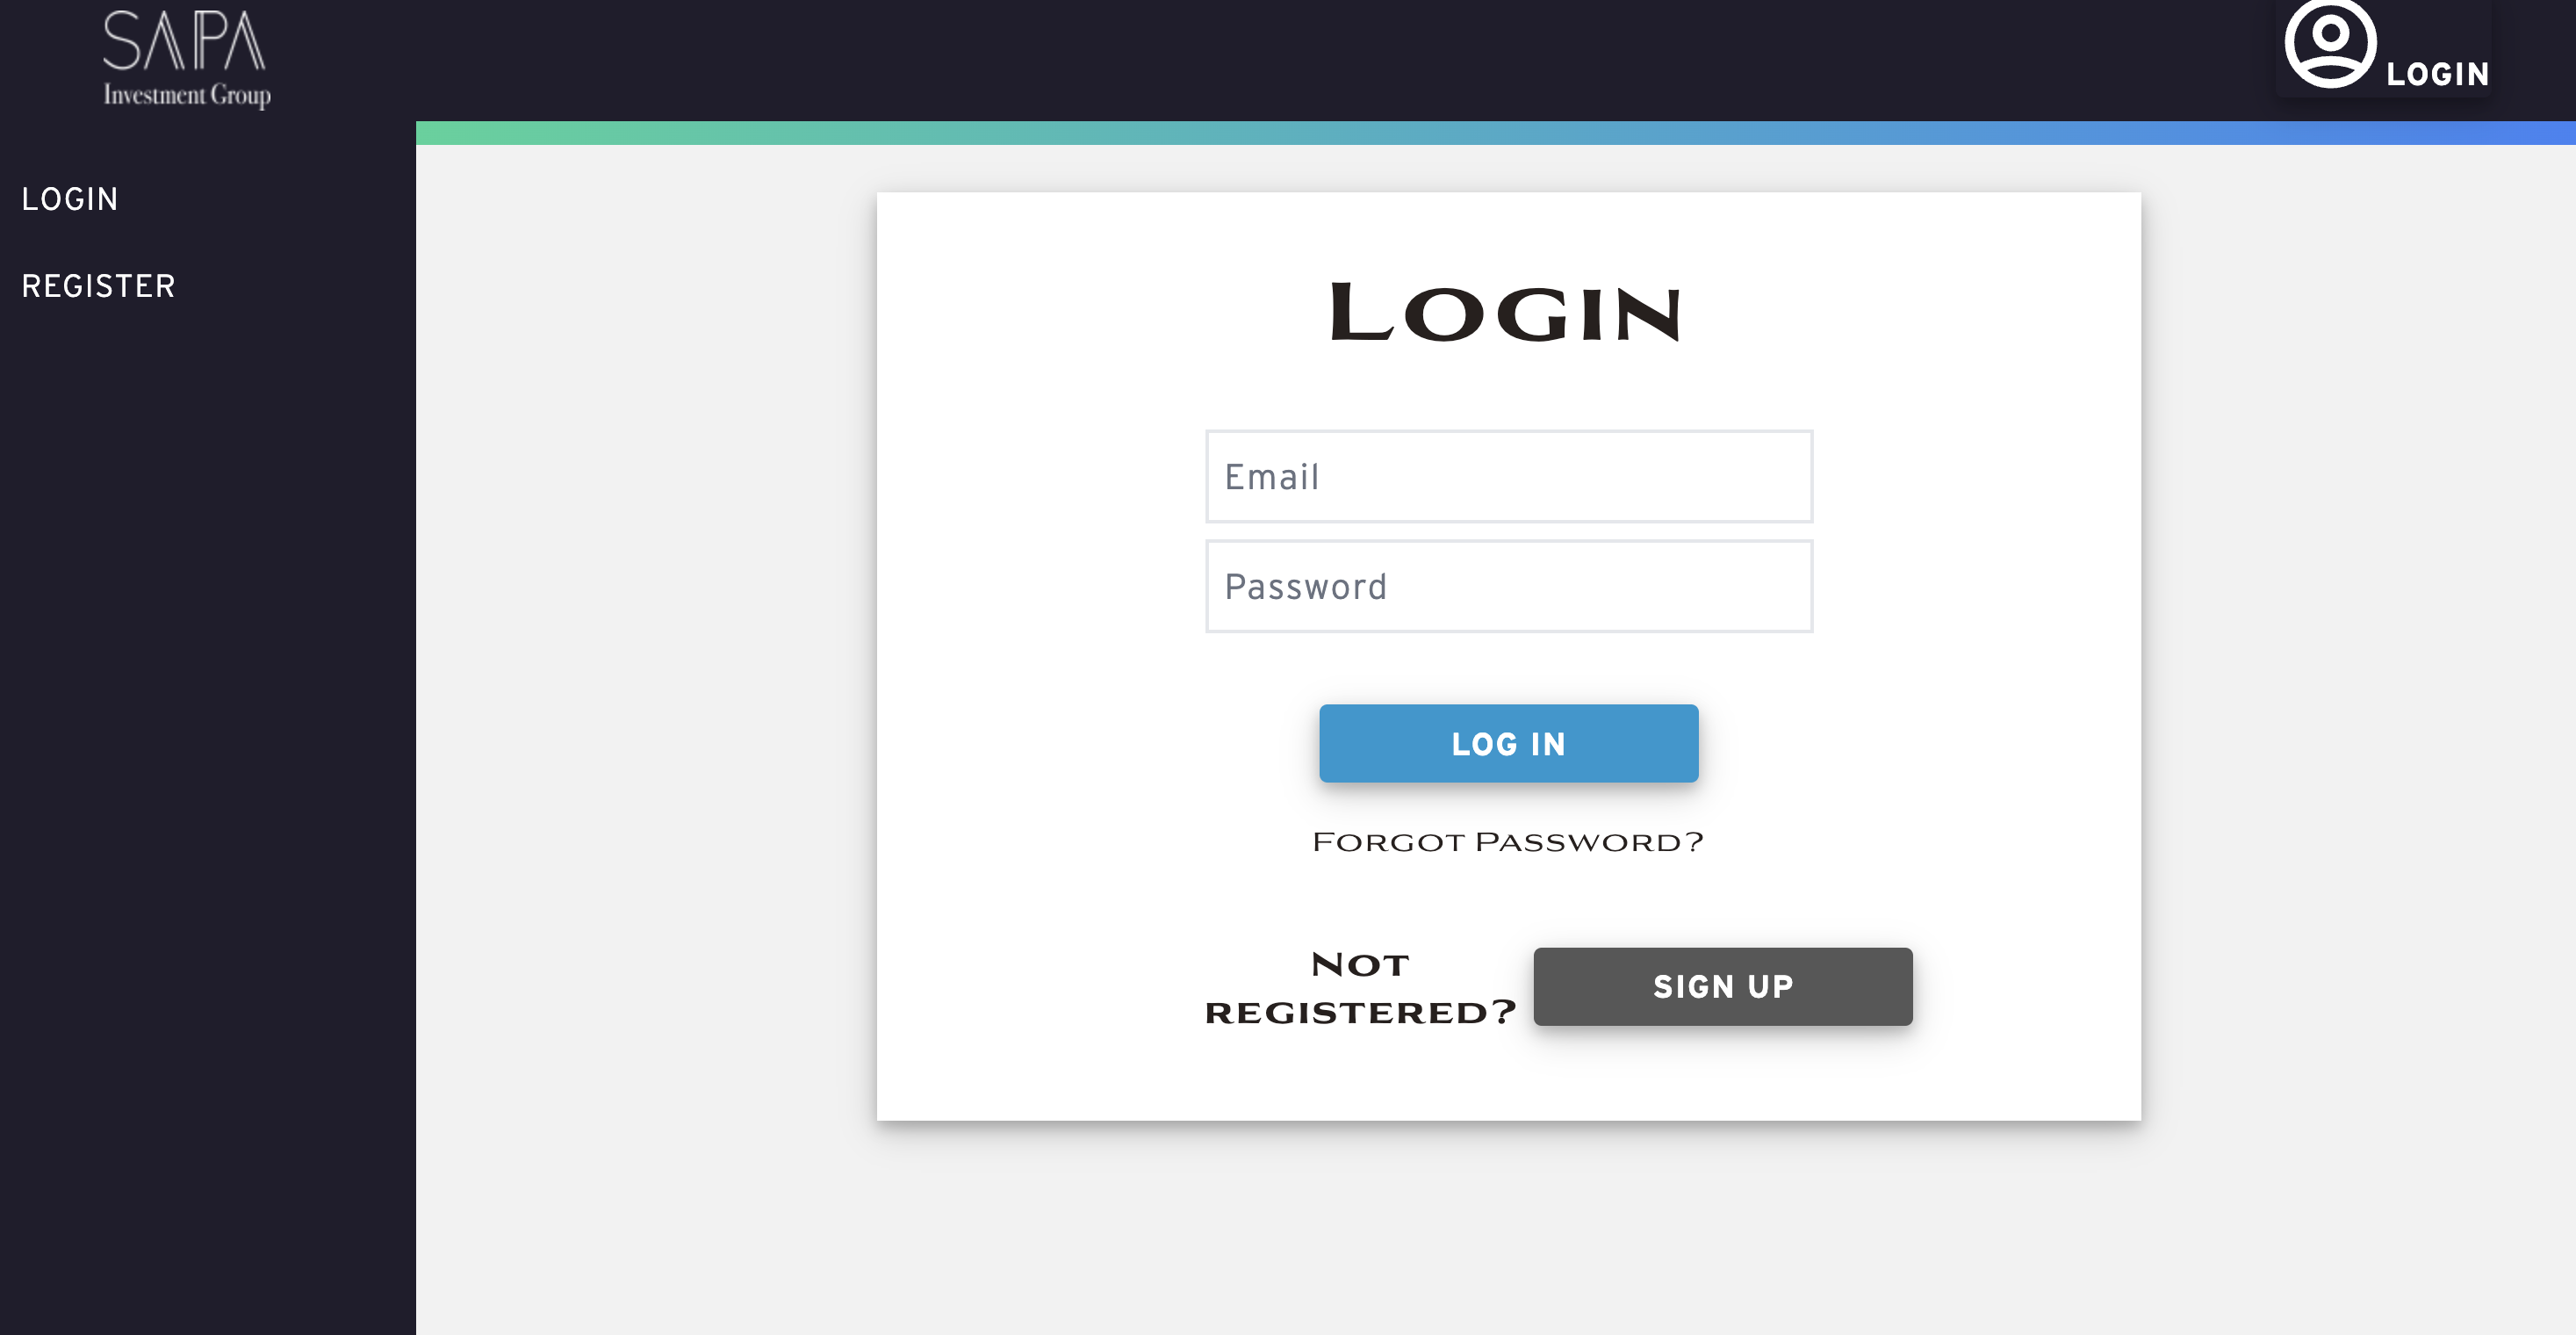 SAPA
Investment Group
LOGIN
LOGIN
REGISTER
Login
Email
Password
LOG IN
Forgot Password?
Not
registered?
SIGN UP